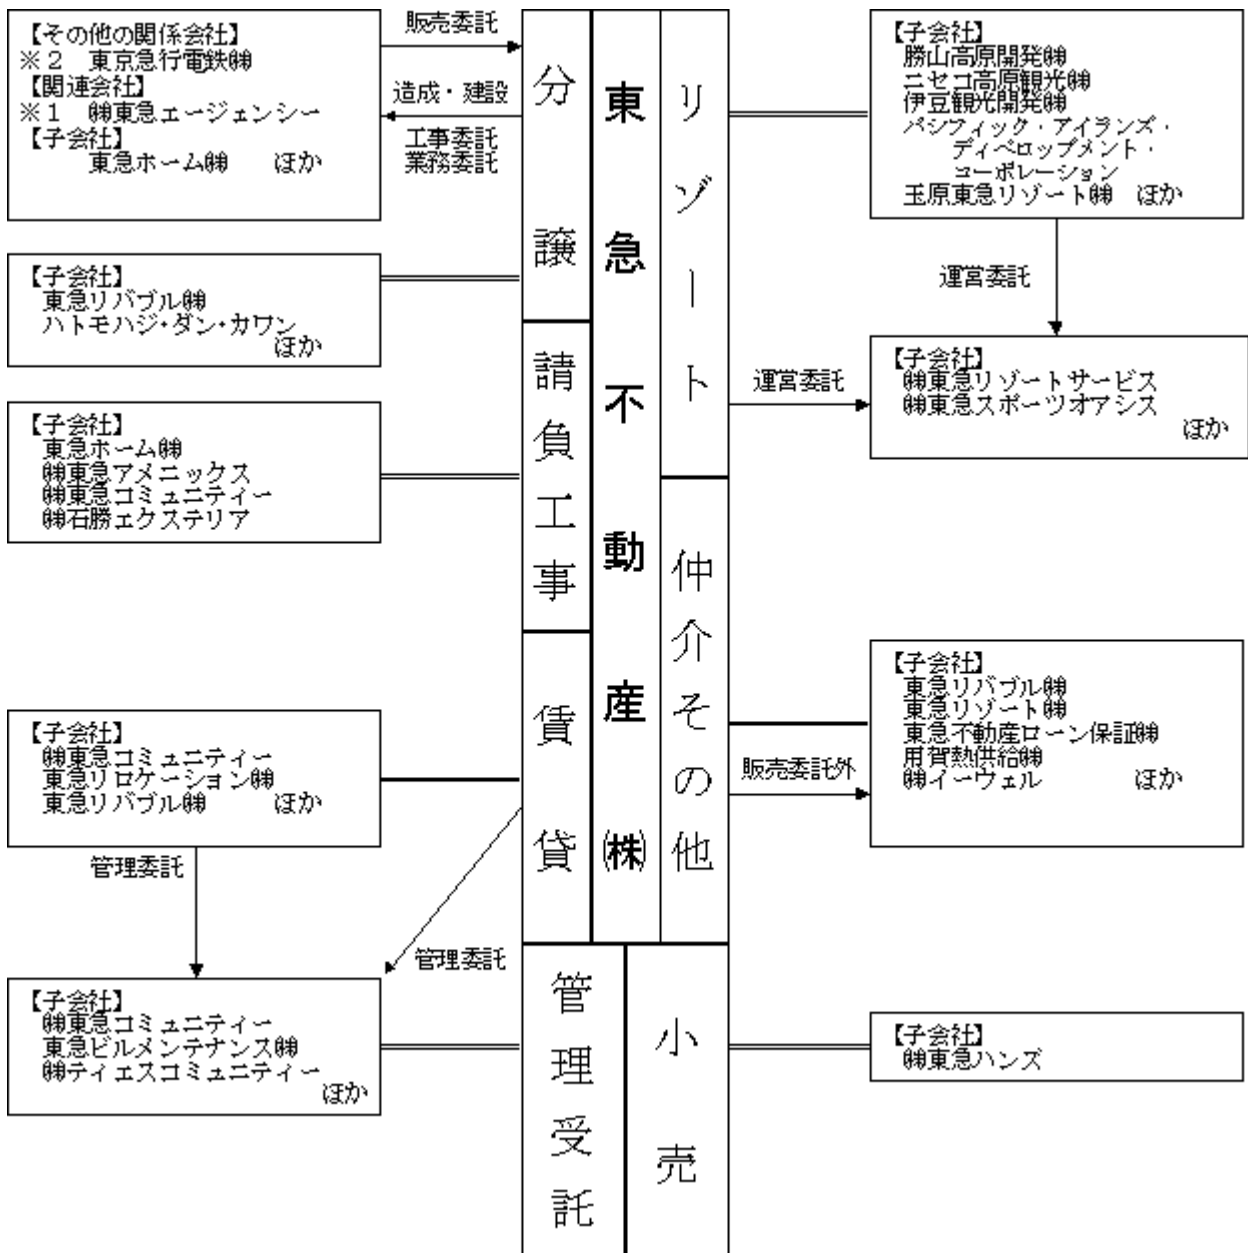 【その他の関係会社】
※2 東京急行電鉄㈱
【関連会社】
※1 ㈱東急エージェンシー
【子会社】
東急ホーム㈱ ほか
販売委託
造成・建設
工事委託
業務委託
【子会社】
東急リバブル㈱
ハトモハジ・ダン・カワン
ほか
【子会社】
東急ホーム㈱
㈱東急アメニックス
㈱東急コミュニティー
㈱石勝エクステリア
【子会社】
㈱東急コミュニティー
東急リロケーション㈱
東急リバブル㈱ ほか
管理委託
管理委託
【子会社】
㈱東急コミュニティー
東急ビルメンテナンス㈱
㈱ティエスコミュニティー
ほか
分譲
請負工事
賃貸
管理受託
東急不動産㈱
リゾート
仲介その他
小売
【子会社】
勝山高原開発㈱
ニセコ高原観光㈱
伊豆観光開発㈱
パシフィック・アイランズ・
ディベロップメント・
コーポレーション
玉原東急リゾート㈱ ほか
運営委託
運営委託
【子会社】
㈱東急リゾートサービス
㈱東急スポーツオアシス
ほか
【子会社】
東急リバブル㈱
東急リゾート㈱
東急不動産ローン保証㈱
用賀熱供給㈱
㈱イーウェル ほか
販売委託外
【子会社】
㈱東急ハンズ